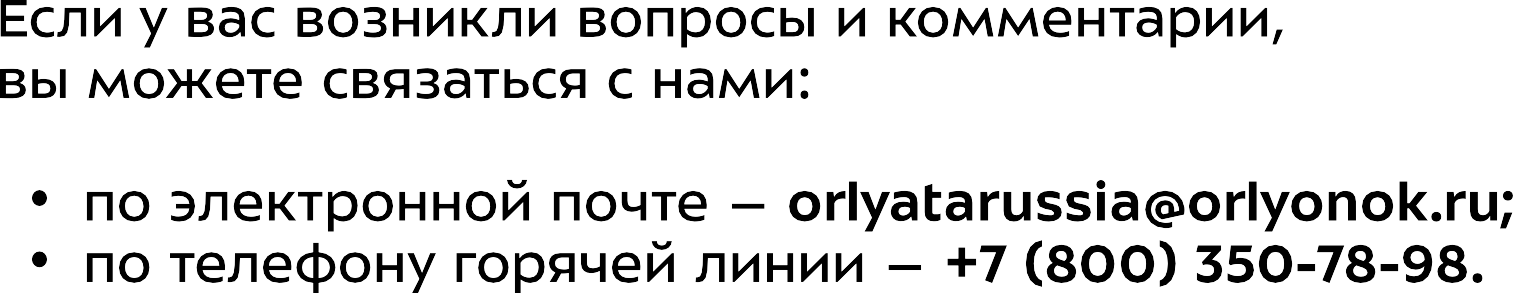 Если у вас возникли вопросы и комментарии,
вы можете связаться с нами:
• по электронной почте – orlyatarussia@orlyonok.ru;
• по телефону горячей линии – +7 (800) 350-78-98.